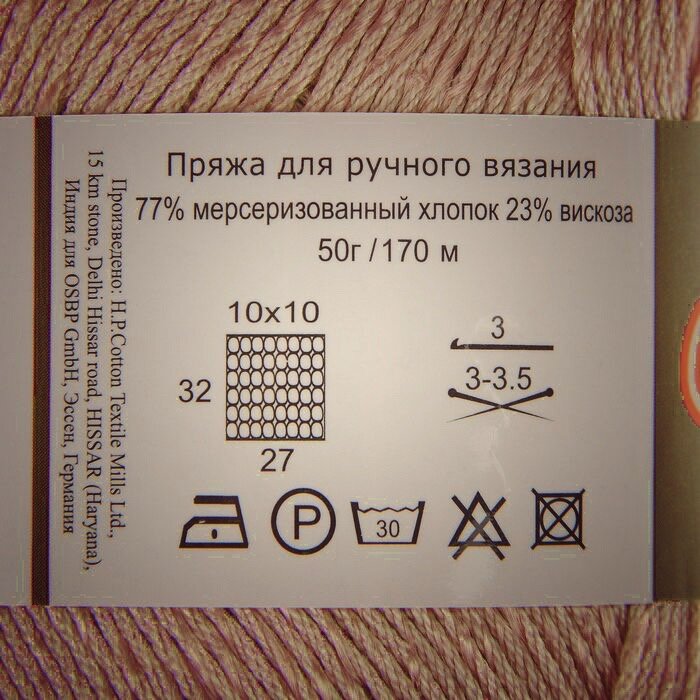 Пряжа для ручного вязания
77% мерсеризованный хлопок 23% вискоза
50г / 170 м
10x10
32
27
3
3-3.5
P
30
Произведено: H.P.Cotton Textile Mills Ltd.,
15 km stone, Delhi Hissar road, HISSAR (Haryana),
Индия для OSBP GmbH, Эссен, Германия